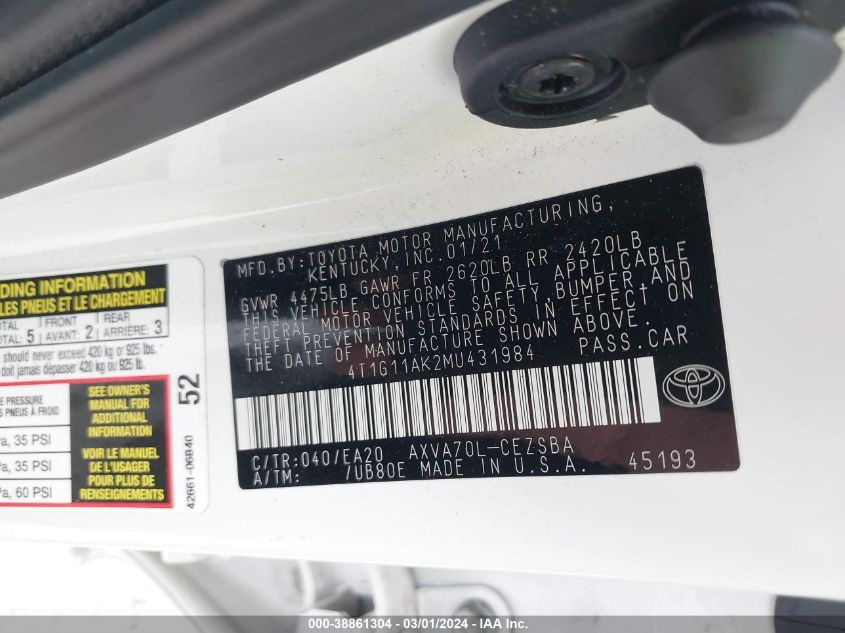 DING INFORMATION
LES PNEUS ET LE CHARGEMENT
TOTAL FRONT REAR
TOTAL: 5 AVANT: 2 ARRIÈRE: 3
should never exceed 420 kg or 925 lbs.
doit jamais dépasser 420 kg ou 925 lb.
E PRESSURE
PNEUS À FROID
a, 35 PSI
a, 35 PSI
a, 60 PSI
SEE OWNER'S
MANUAL FOR
ADDITIONAL
INFORMATION
VOIR LE MANUEL
DE L'USAGER
POUR PLUS DE
RENSEIGNEMENTS
52
42661-06B40
MFD.BY:TOYOTA MOTOR MANUFACTURING,
KENTUCKY,INC.01/21
GVWR 4475LB GAWR FR 2620LB RR 2420LB
THIS VEHICLE CONFORMS TO ALL APPLICABLE
FEDERAL MOTOR VEHICLE SAFETY,BUMPER,AND
THEFT PREVENTION STANDARDS IN EFFECT ON
THE DATE OF MANUFACTURE SHOWN ABOVE.
4T1G11AK2MU431984 PASS.CAR
C/TR:040/EA20 AXVA70L-CEZSBA
A/TM: /UB80E MADE IN U.S.A. 45193
000-38861304 - 03/01/2024 - IAA Inc.